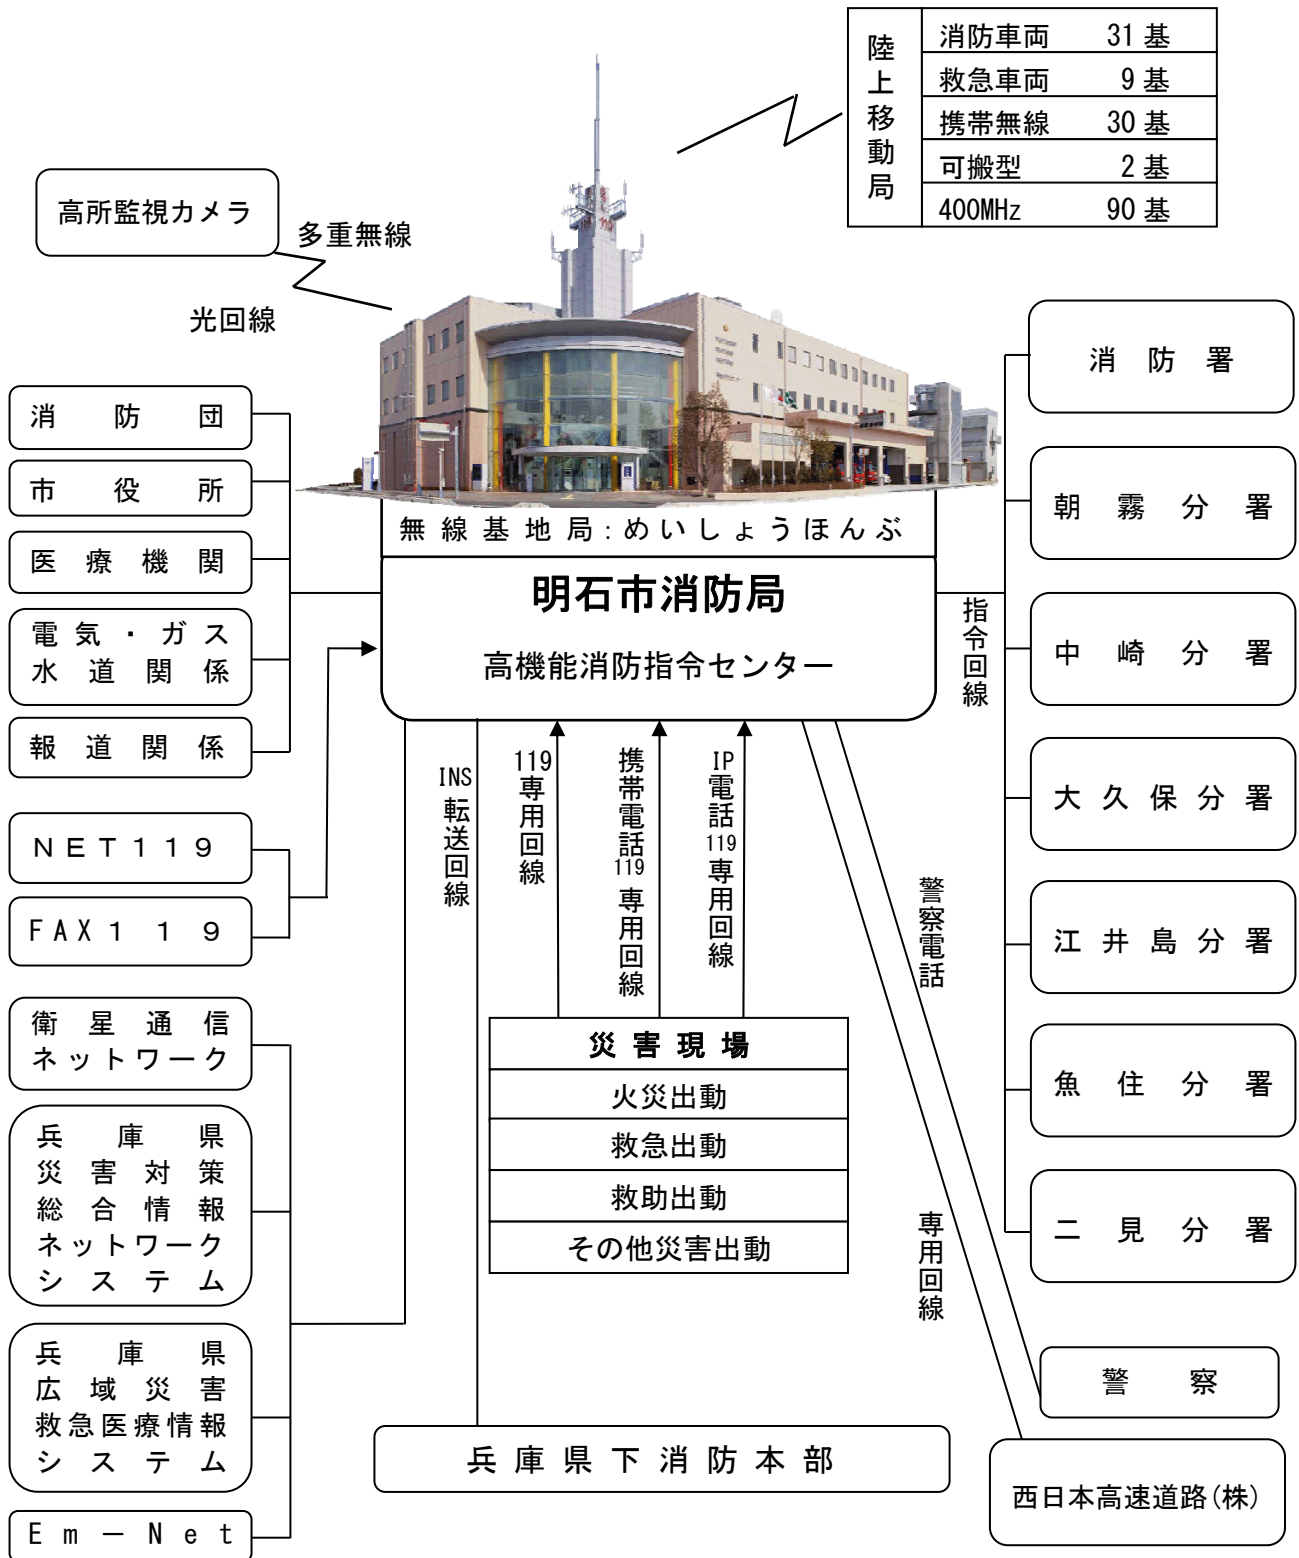 陸上移動局
消防車両 31基
救急車両 9基
携帯無線 30基
可搬型 2基
400MHz 90基
高所監視カメラ
多重無線
光回線
消防団
市役所
医療機関
電気・ガス
水道関係
報道関係
NET119
FAX119
衛星通信
ネットワーク
兵庫県
災害対策
総合情報
ネットワーク
システム
兵庫県
広域災害
救急医療情報
システム
Em-Net
無線基地局:めいしょうほんぶ
明石市消防局
高機能消防指令センター
INS転送回線
119専用回線
携帯電話119専用回線
IP電話119専用回線
災害現場
火災出動
救急出動
救助出動
その他災害出動
兵庫県下消防本部
指令回線
警察電話
専用回線
消防署
朝霧分署
中崎分署
大久保分署
江井島分署
魚住分署
二見分署
警察
西日本高速道路(株)